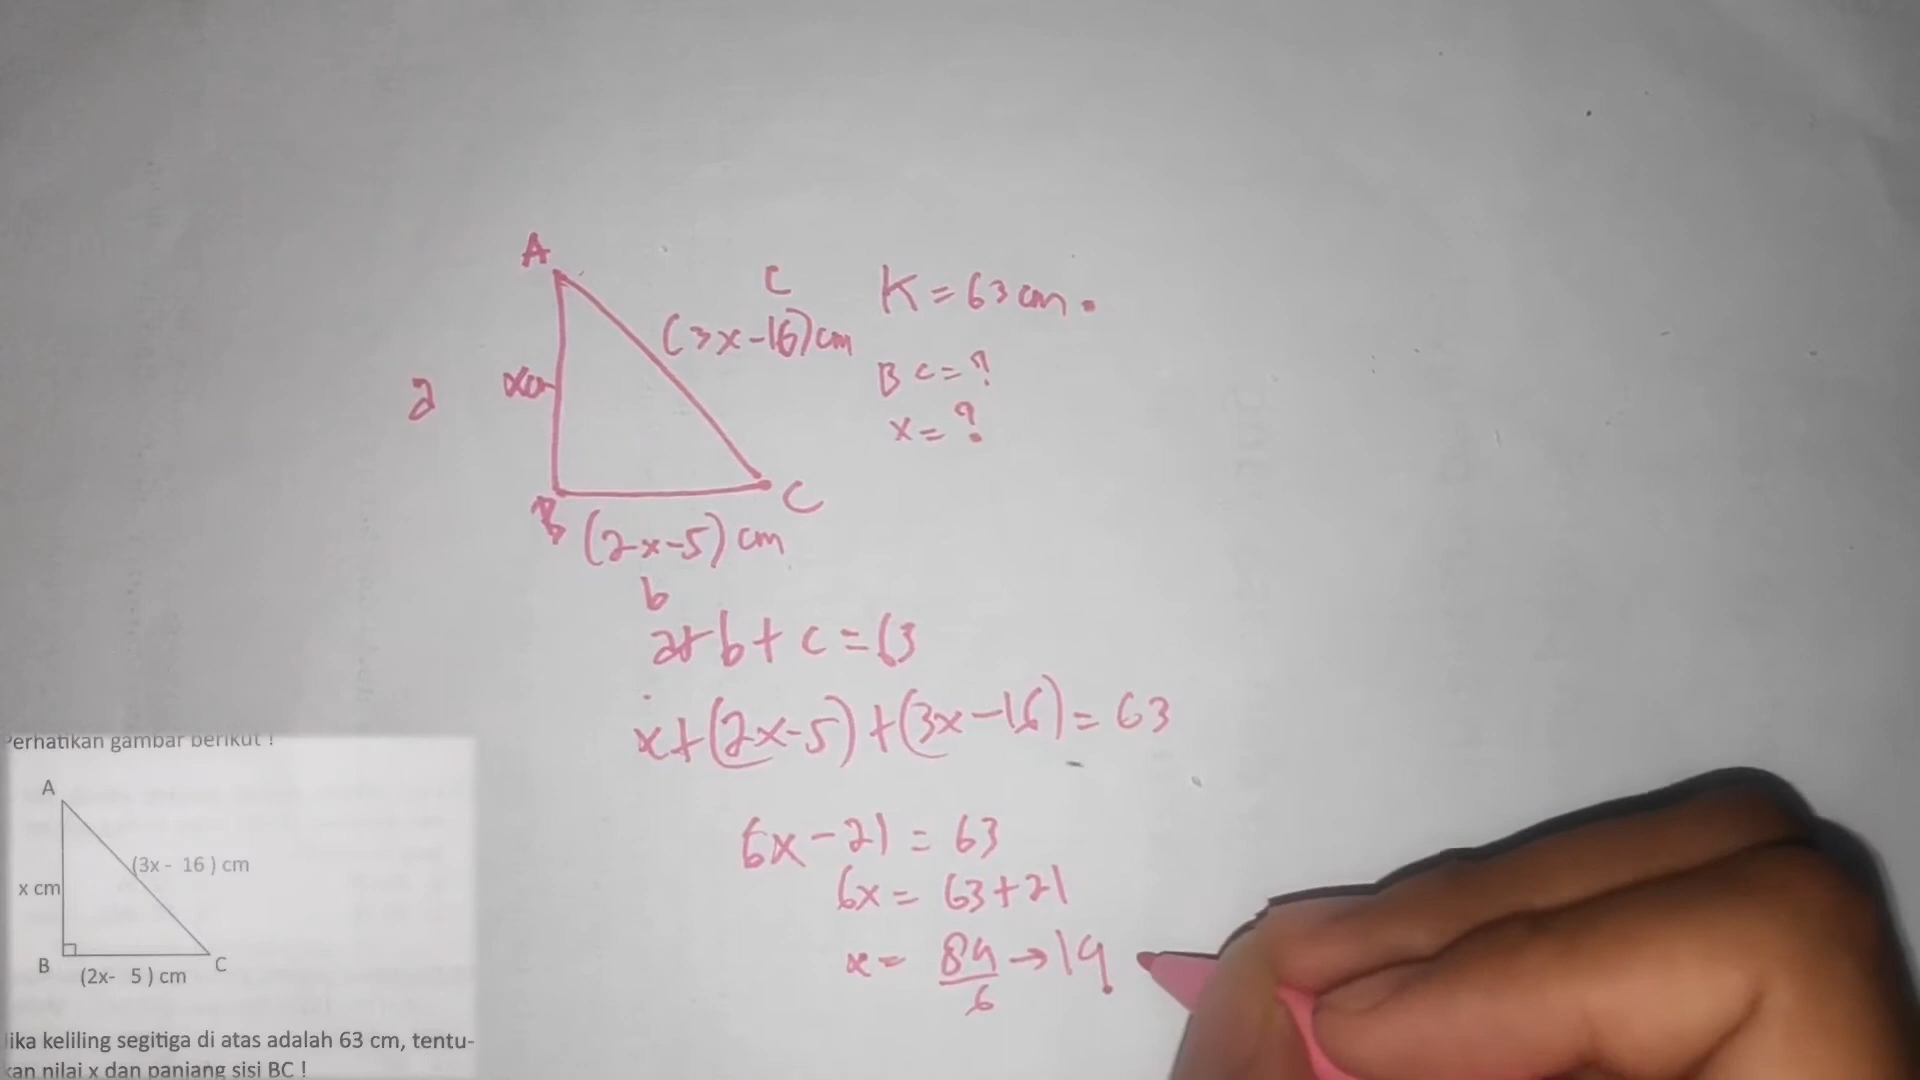 A
C
K = 63 cm.
(3x-16) cm
BC = ?
a
x cm
x = ?
B
C
(2x-5) cm
b
a+b+c = 63
x+(2x-5)+(3x-16) = 63
6x-21 = 63
6x = 63+21
x = 84/6 → 14
Perhatikan gambar berikut !
A
(3x - 16 ) cm
x cm
B
C
(2x- 5 ) cm
Jika keliling segitiga di atas adalah 63 cm, tentu-
kan nilai x dan panjang sisi BC !